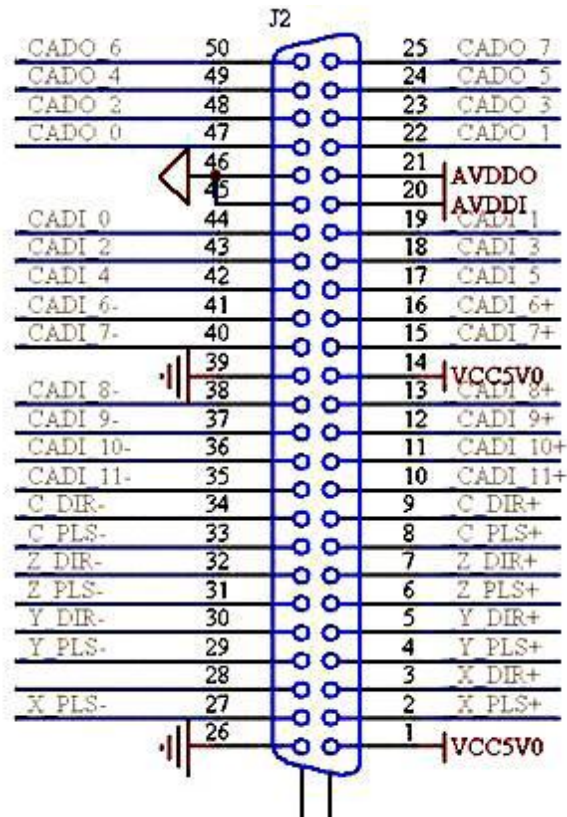 J2
CADO_6 50 25 CADO_7
CADO_4 49 24 CADO_5
CADO_2 48 23 CADO_3
CADO_0 47 22 CADO_1
46 21 AVDDO
45 20 AVDDI
CADI_0 44 19 CADI_1
CADI_2 43 18 CADI_3
CADI_4 42 17 CADI_5
CADI_6- 41 16 CADI_6+
CADI_7- 40 15 CADI_7+
39 14 VCC5V0
CADI_8- 38 13 CADI_8+
CADI_9- 37 12 CADI_9+
CADI_10- 36 11 CADI_10+
CADI_11- 35 10 CADI_11+
C_DIR- 34 9 C_DIR+
C_PLS- 33 8 C_PLS+
Z_DIR- 32 7 Z_DIR+
Z_PLS- 31 6 Z_PLS+
Y_DIR- 30 5 Y_DIR+
Y_PLS- 29 4 Y_PLS+
28 3 X_DIR+
X_PLS- 27 2 X_PLS+
26 1 VCC5V0